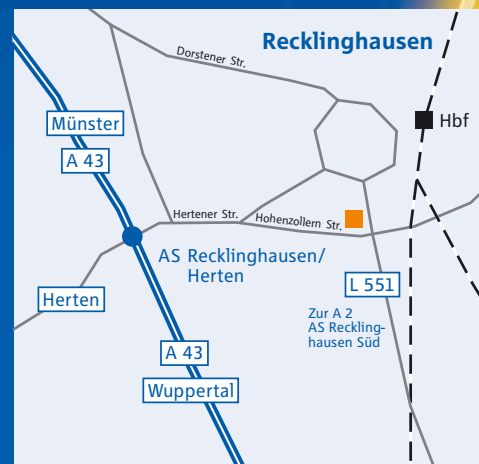 Recklinghausen
Dorstener Str.
Hbf
Münster
A 43
Hertener Str.
Hohenzollern Str.
AS Recklinghausen/
Herten
Herten
L 551
Zur A 2
AS Reckling-
hausen Süd
A 43
Wuppertal